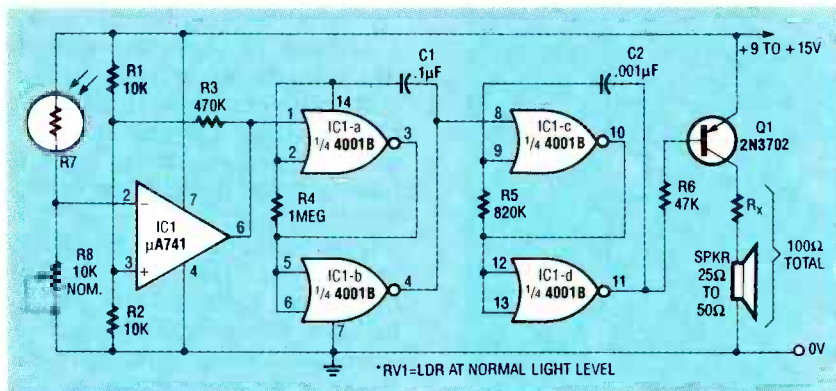 R1
10K
R3
470K
R7
R8
10K
NOM.
2
3
−
+
7
4
6
IC1
µA741
R2
10K
1
2
14
3
IC1-a
1/4 4001B
C1
.1µF
R4
1MEG
5
6
4
7
IC1-b
1/4 4001B
8
9
10
IC1-c
1/4 4001B
C2
.001µF
R5
820K
12
13
11
IC1-d
1/4 4001B
R6
47K
+9 TO +15V
Q1
2N3702
RX
100Ω
TOTAL
SPKR
25Ω
TO
50Ω
0V
*RV1=LDR AT NORMAL LIGHT LEVEL